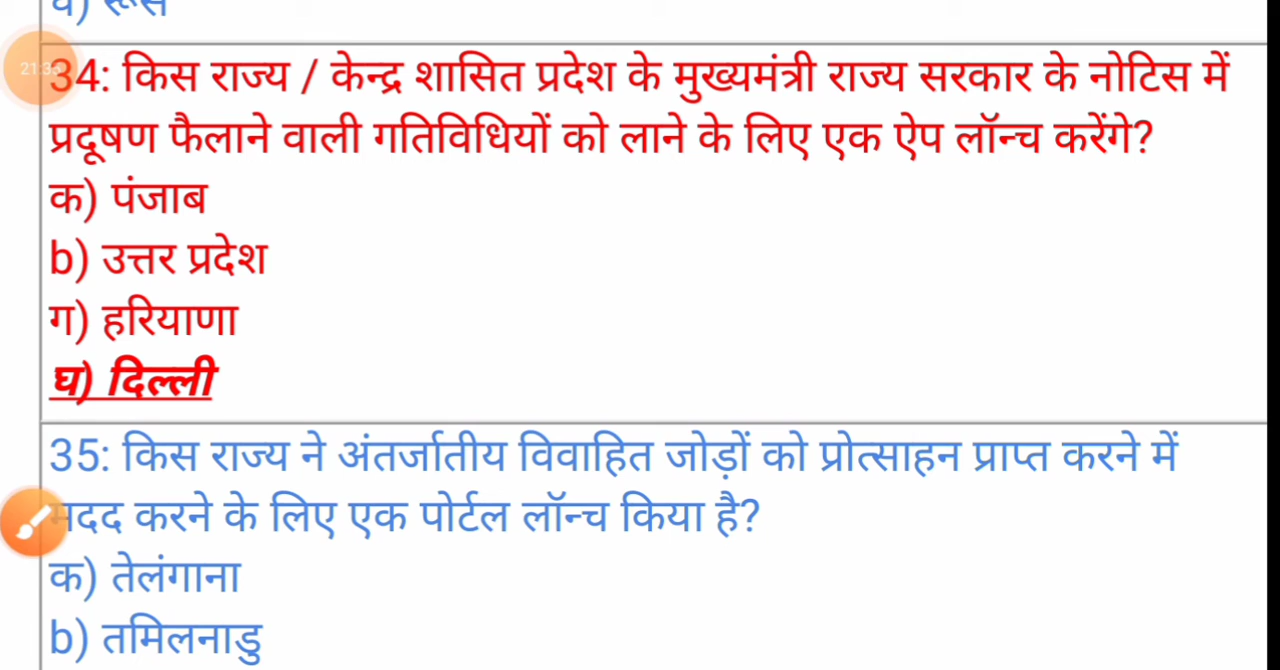 34: किस राज्य / केन्द्र शासित प्रदेश के मुख्यमंत्री राज्य सरकार के नोटिस में
प्रदूषण फैलाने वाली गतिविधियों को लाने के लिए एक ऐप लॉन्च करेंगे?
क) पंजाब
b) उत्तर प्रदेश
ग) हरियाणा
घ) दिल्ली
35: किस राज्य ने अंतर्जातीय विवाहित जोड़ों को प्रोत्साहन प्राप्त करने में
मदद करने के लिए एक पोर्टल लॉन्च किया है?
क) तेलंगाना
b) तमिलनाडु